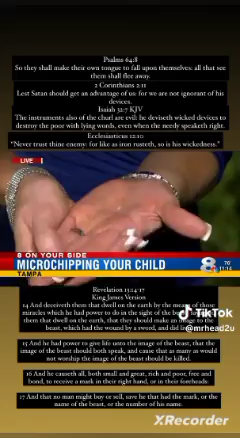 Psalms 64:8
So they shall make their own tongue to fall upon themselves: all that see
them shall flee away.
2 Corinthians 2:11
Lest Satan should get an advantage of us: for we are not ignorant of his
devices.
Isaiah 32:7 KJV
The instruments also of the churl are evil: he deviseth wicked devices to
destroy the poor with lying words, even when the needy speaketh right.
Ecclesiasticus 12:10
“Never trust thine enemy: for like as iron rusteth, so is his wickedness.”
LIVE
8 ON YOUR SIDE
MICROCHIPPING YOUR CHILD
TAMPA
8
76°
11:14
Revelation 13:14-17
King James Version
14 And deceiveth them that dwell on the earth by the means of those
miracles which he had power to do in the sight of the
them that dwell on the earth, that they should make an image to the
beast, which had the wound by a sword, and did
TikTok
@mrhead2u
15 And he had power to give life unto the image of the beast, that the
image of the beast should both speak, and cause that as many as would
not worship the image of the beast should be killed.
16 And he causeth all, both small and great, rich and poor, free and
bond, to receive a mark in their right hand, or in their foreheads:
17 And that no man might buy or sell, save he that had the mark, or the
name of the beast, or the number of his name.
XRecorder